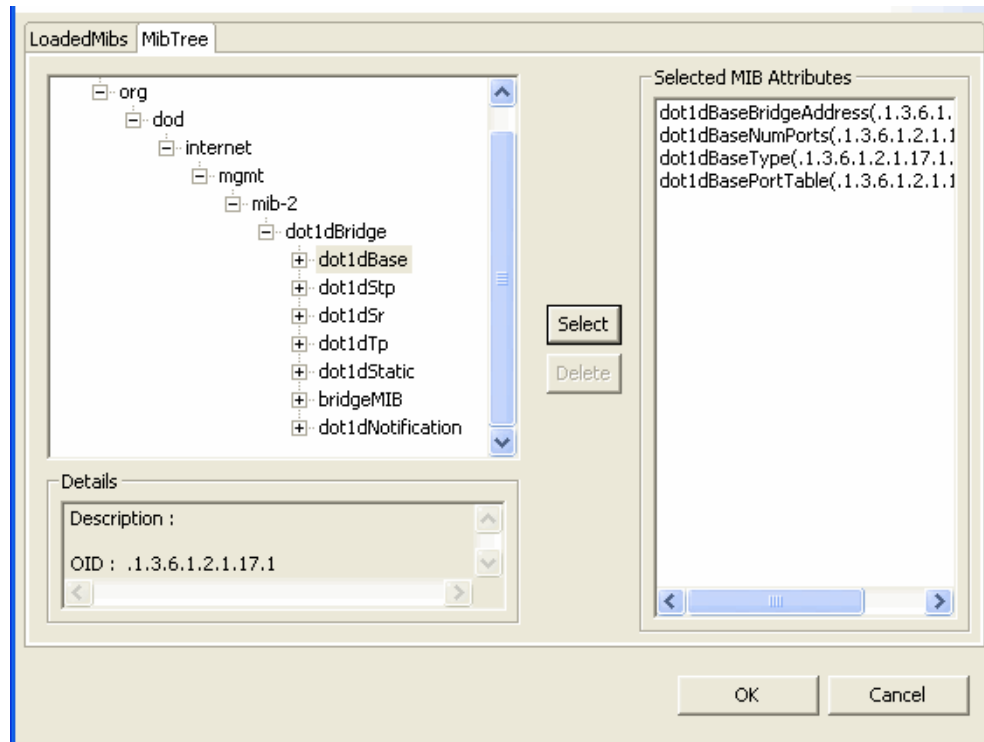 LoadedMibs MibTree
org
dod
internet
mgmt
mib-2
dot1dBridge
dot1dBase
dot1dStp
dot1dSr
dot1dTp
dot1dStatic
bridgeMIB
dot1dNotification
Details
Description :
OID : .1.3.6.1.2.1.17.1
Select
Delete
Selected MIB Attributes
dot1dBaseBridgeAddress(.1.3.6.1.
dot1dBaseNumPorts(.1.3.6.1.2.1.1
dot1dBaseType(.1.3.6.1.2.1.17.1.
dot1dBasePortTable(.1.3.6.1.2.1.1
OK Cancel